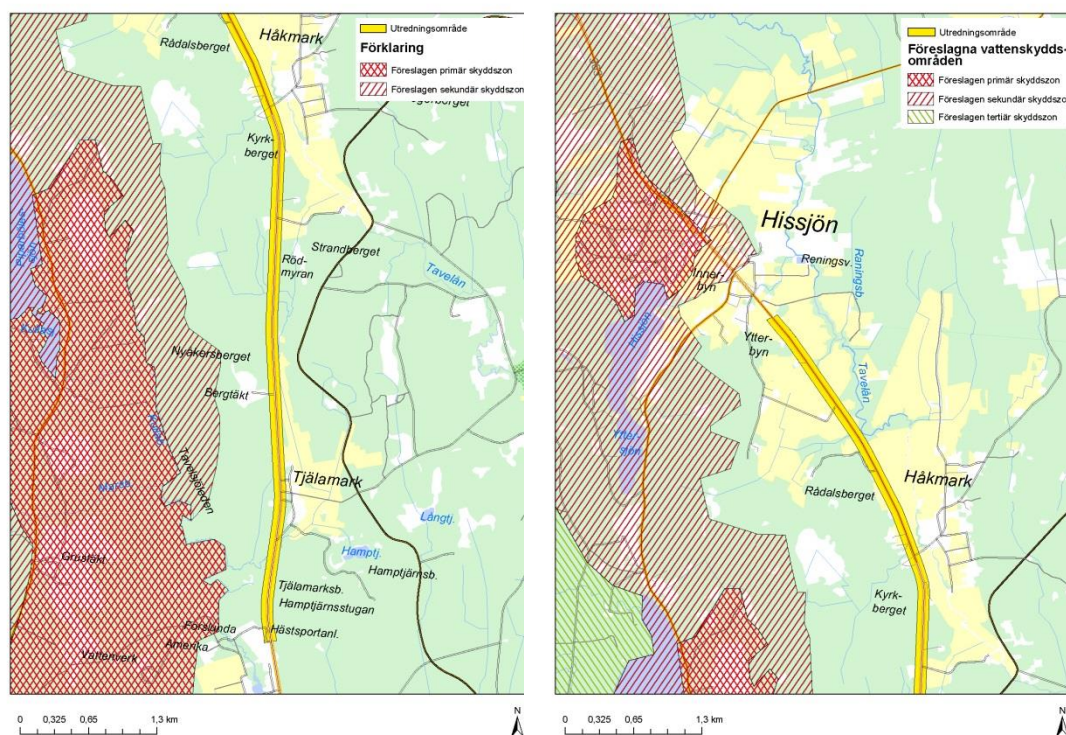 Utredningsområde
Förklaring
Föreslagen primär skyddszon
Föreslagen sekundär skyddszon
Rådalsberget
Håkmark
Kyrk-
berget
Strandberget
Röd-
myran
Tavelån
Nyåkersberget
Bergtäkt
Tavelsjöleden
Tjälamark
Långtj.
Hamptj.
Hamptjärnsb.
Grustäkt
Tjälamarksb.
Hamptjärnsstugan
Förslunda
Hästsportanl.
Amerika
Vattenverk
0 0,325 0,65 1,3 km
N
Utredningsområde
Föreslagna vattenskydds-
områden
Föreslagen primär skyddszon
Föreslagen sekundär skyddszon
Föreslagen tertiär skyddszon
Hissjön
Reningsv.
Inner-
byn
Hissjön
Ytter-
byn
Tavelån
Ytter-
sjön
Rådalsberget
Håkmark
Kyrk-
berget
0 0,325 0,65 1,3 km
N